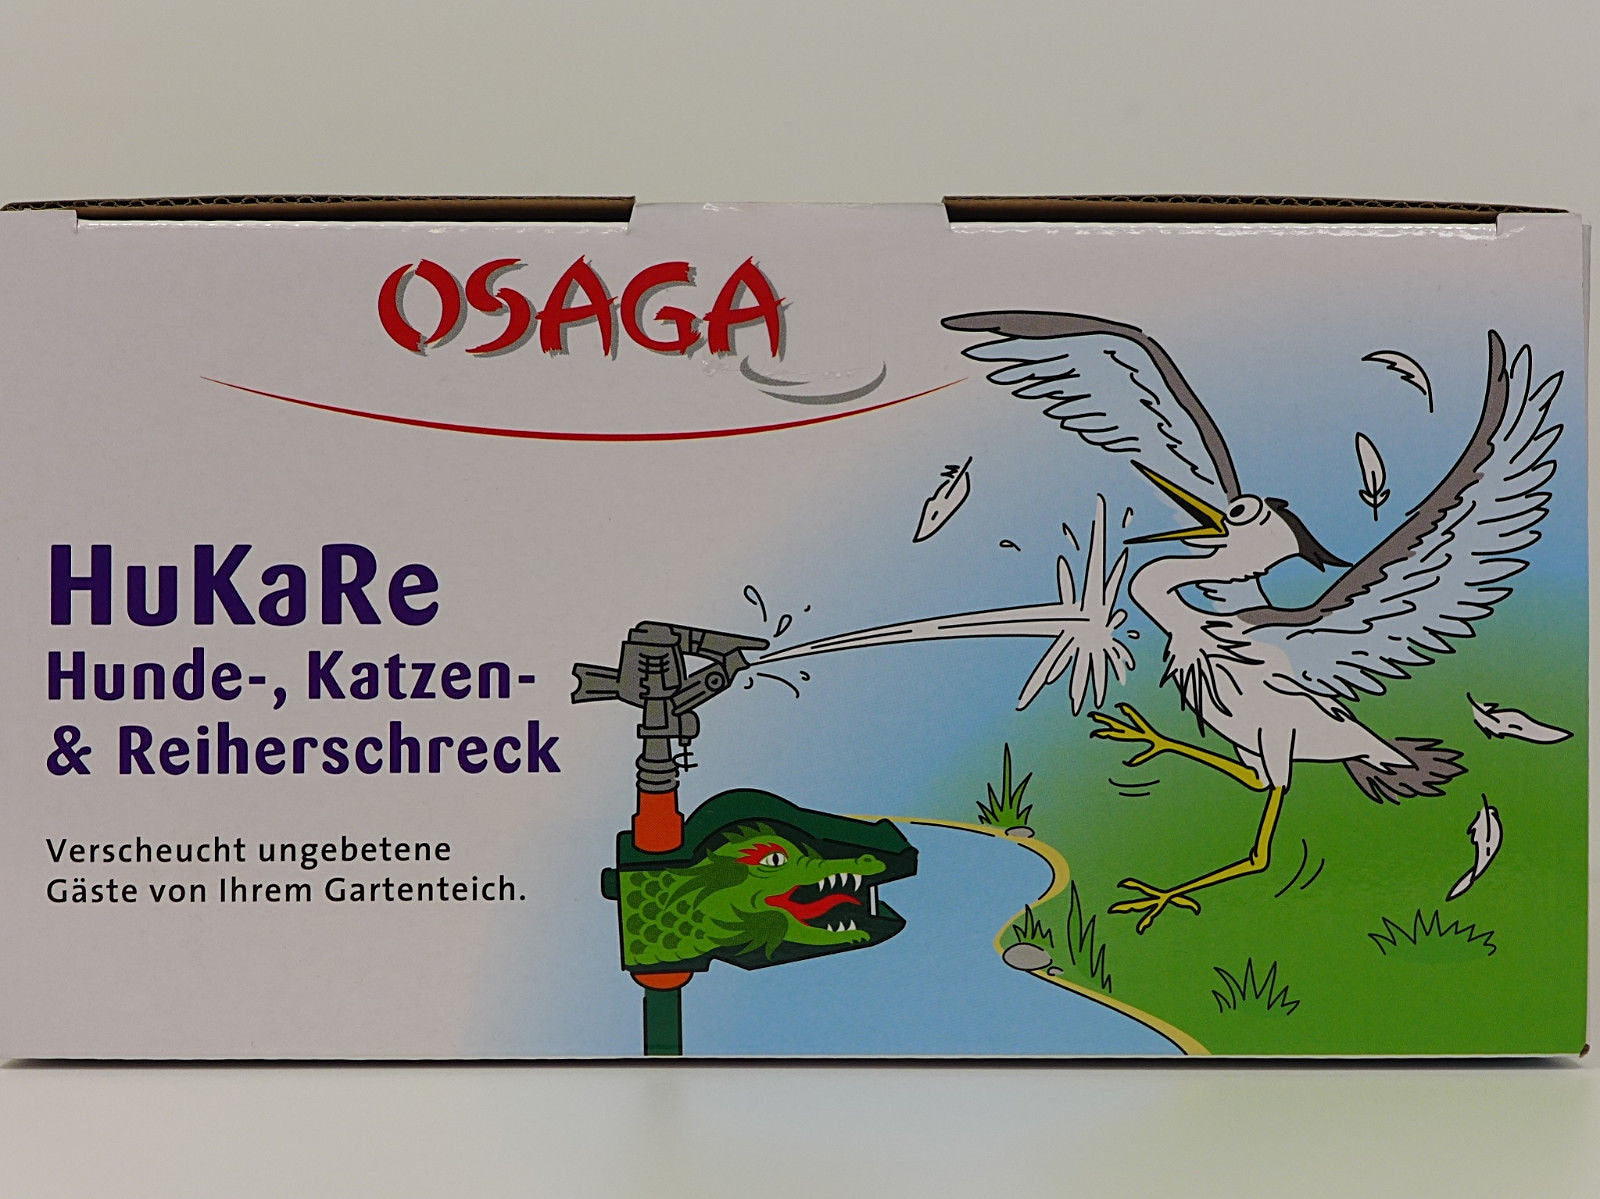 OSAGA
HuKaRe
Hunde-, Katzen-
& Reiherschreck
Verscheucht ungebetene
Gäste von Ihrem Gartenteich.